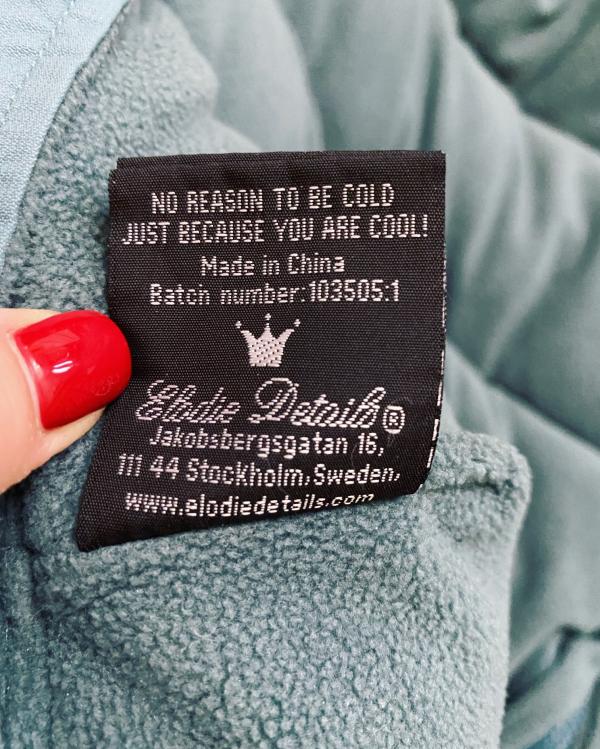 NO REASON TO BE COLD
JUST BECAUSE YOU ARE COOL!
Made in China
Batch number:103505:1
Elodie Details®
Jakobsbergsgatan 16,
111 44 Stockholm, Sweden,
www.elodiedetails.com